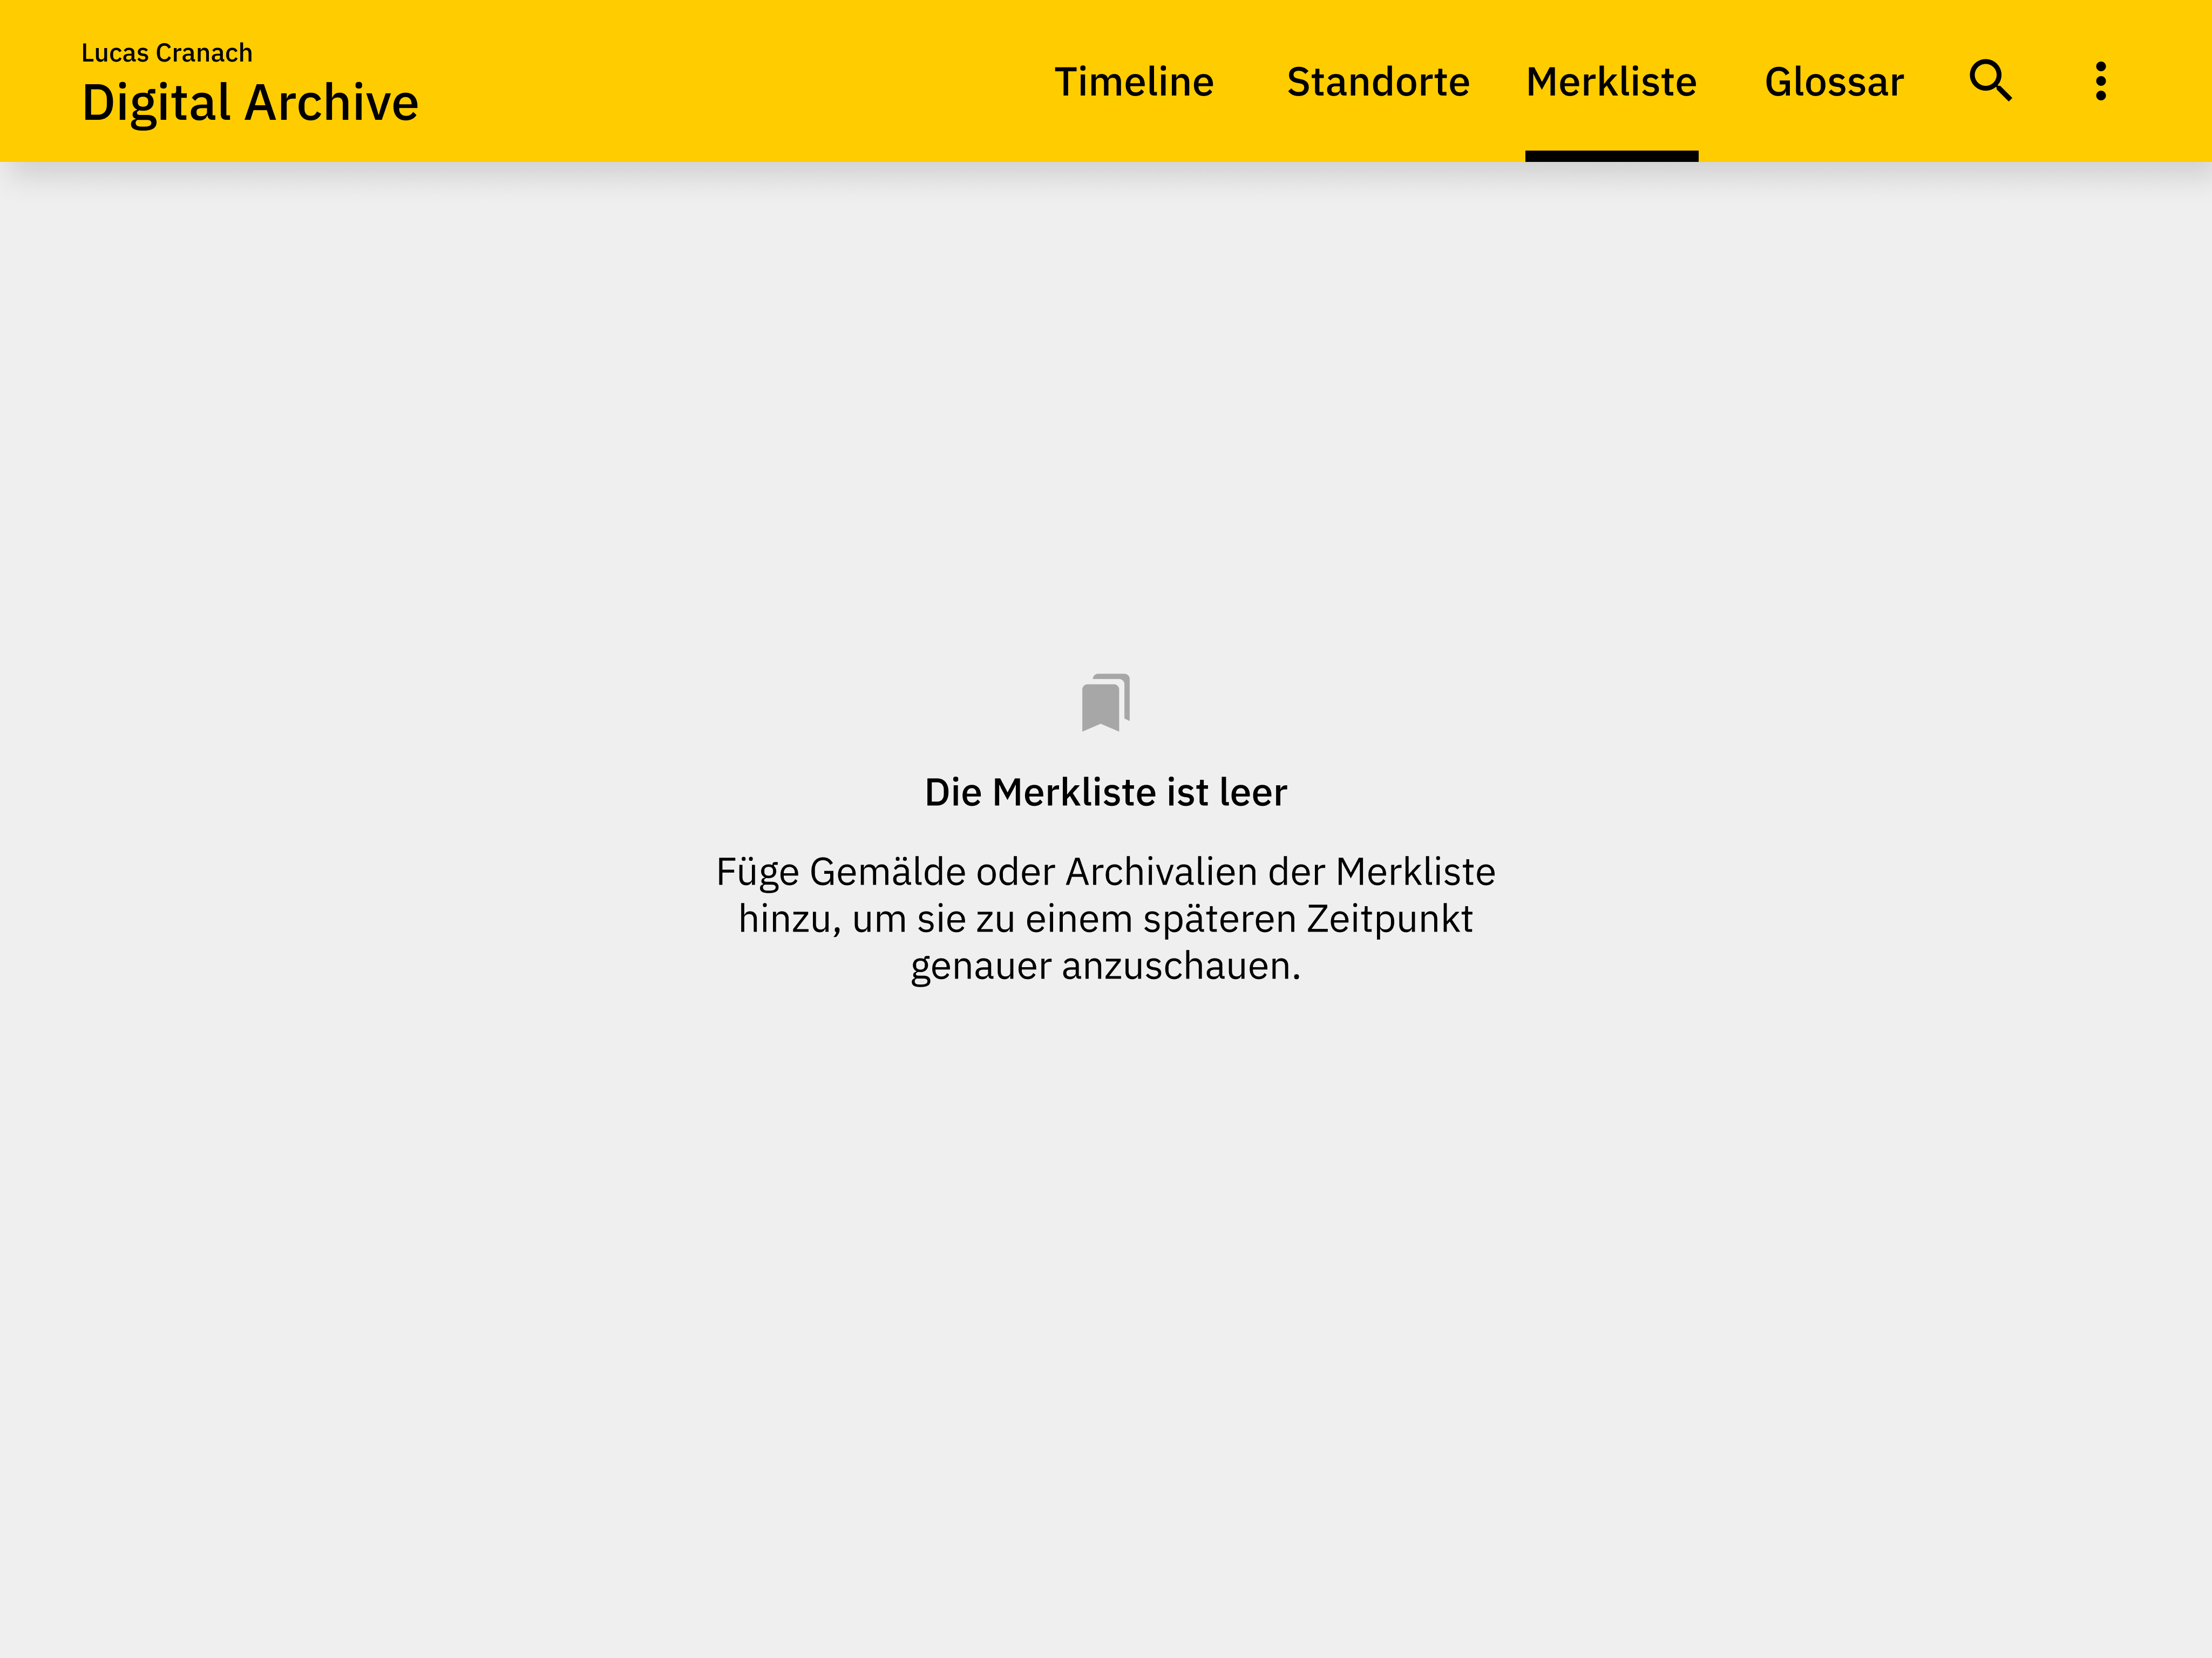 Lucas Cranach
Digital Archive
Timeline Standorte Merkliste Glossar
Die Merkliste ist leer
Füge Gemälde oder Archivalien der Merkliste
hinzu, um sie zu einem späteren Zeitpunkt
genauer anzuschauen.